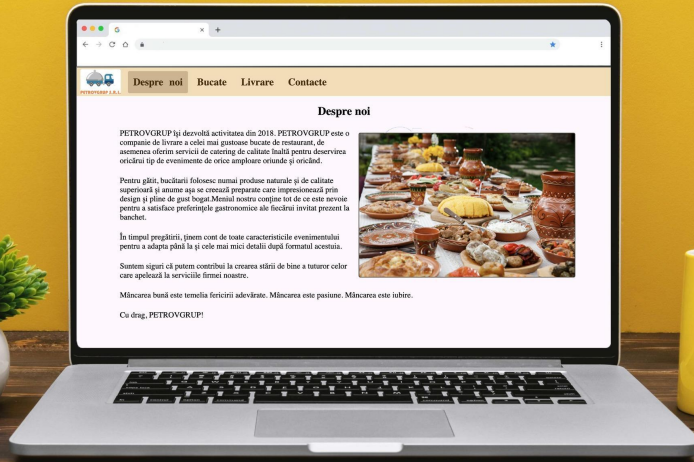 PETROVGRUP S.R.L.
Despre noi
Bucate
Livrare
Contacte
Despre noi
PETROVGRUP își dezvoltă activitatea din 2018. PETROVGRUP este o
companie de livrare a celei mai gustoase bucate de restaurant, de
asemenea oferim servicii de catering de calitate înaltă pentru deservirea
oricărui tip de evenimente de orice amploare oriunde și oricând.
Pentru gătit, bucătarii folosesc numai produse naturale și de calitate
superioară și anume așa se creează preparate care impresionează prin
design și pline de gust bogat.Meniul nostru conține tot de ce este nevoie
pentru a satisface preferințele gastronomice ale fiecărui invitat prezent la
banchet.
În timpul pregătirii, ținem cont de toate caracteristicile evenimentului
pentru a adapta până la și cele mai mici detalii după formatul acestuia.
Suntem siguri că putem contribui la crearea stării de bine a tuturor celor
care apelează la serviciile firmei noastre.
Mâncarea bună este temelia fericirii adevărate. Mâncarea este pasiune. Mâncarea este iubire.
Cu drag, PETROVGRUP!